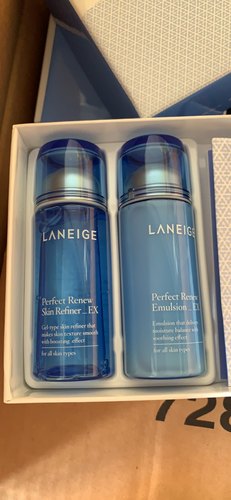 LANEIGE
Perfect Renew
Skin Refiner_EX
Gel-type skin refiner that
makes skin texture smooth
with boosting effect
for all skin types
LANEIGE
Perfect Renew
Emulsion_EX
Emulsion that delivers
moisture balance with
soothing effect
for all skin types
728